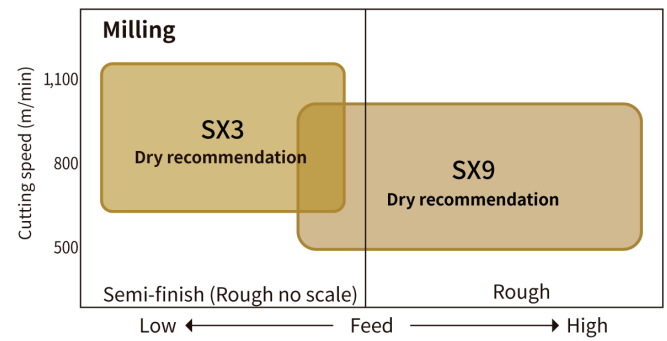 Milling
Cutting speed (m/min)
1,100
800
500
SX3
Dry recommendation
SX9
Dry recommendation
Semi-finish (Rough no scale)
Rough
Low Feed High